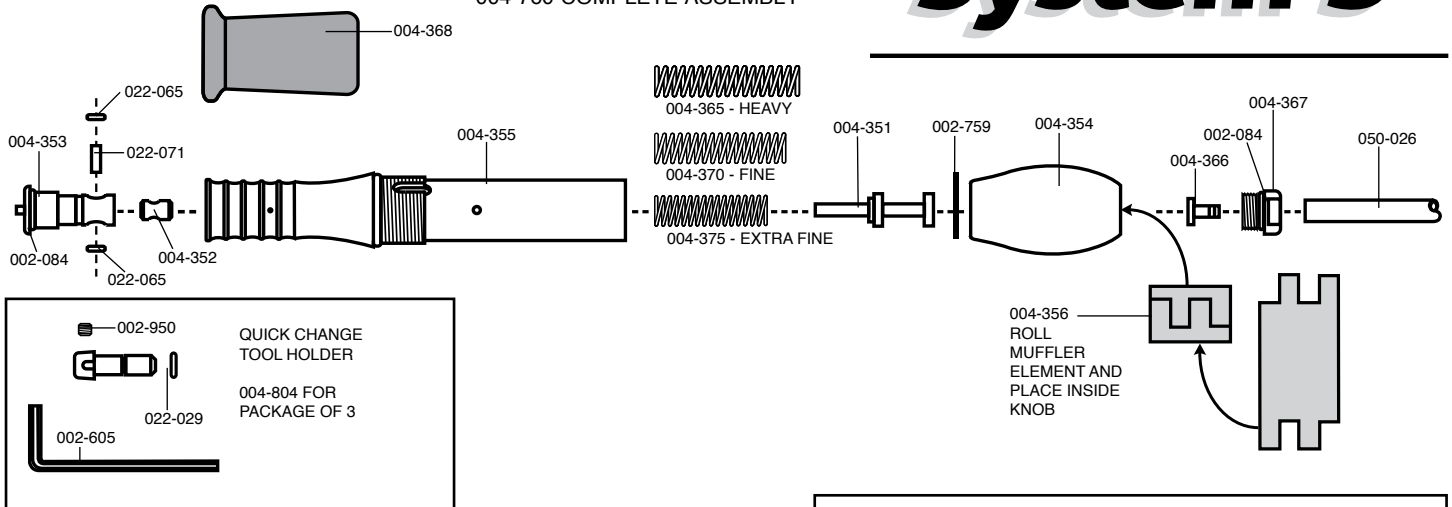 004-760 COMPLETE ASSEMBLY
System 3
004-368
022-065
004-353
022-071
002-084
004-352
022-065
004-355
004-365 - HEAVY
004-370 - FINE
004-375 - EXTRA FINE
004-351
002-759
004-354
004-367
002-084
004-366
050-026
004-356
ROLL
MUFFLER
ELEMENT AND
PLACE INSIDE
KNOB
002-950
QUICK CHANGE
TOOL HOLDER
004-804 FOR
PACKAGE OF 3
022-029
002-605